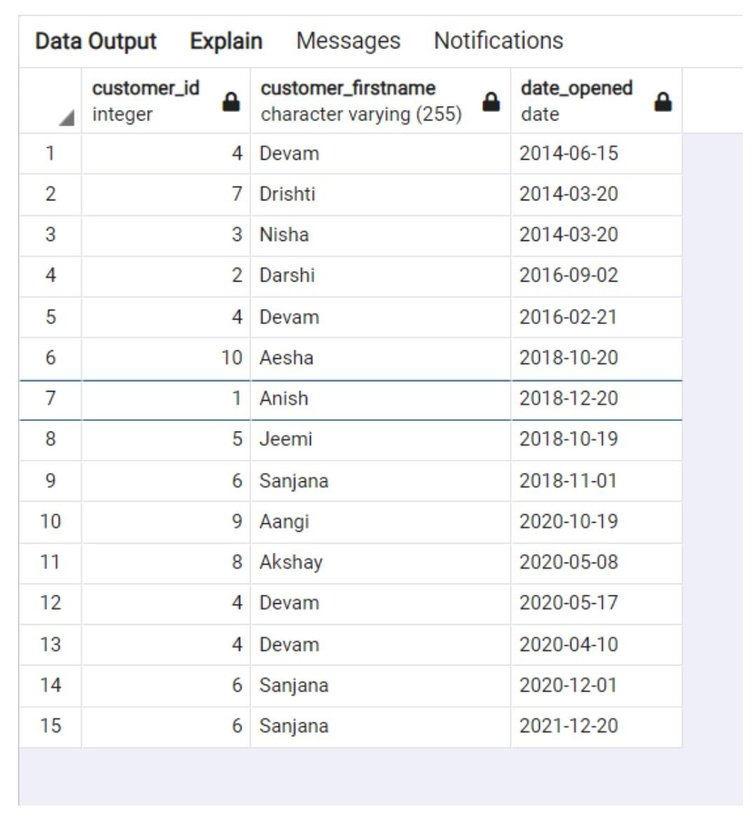 Data Output Explain Messages Notifications
customer_id customer_firstname date_opened
integer character varying (255) date
1 4 Devam 2014-06-15
2 7 Drishti 2014-03-20
3 3 Nisha 2014-03-20
4 2 Darshi 2016-09-02
5 4 Devam 2016-02-21
6 10 Aesha 2018-10-20
7 1 Anish 2018-12-20
8 5 Jeemi 2018-10-19
9 6 Sanjana 2018-11-01
10 9 Aangi 2020-10-19
11 8 Akshay 2020-05-08
12 4 Devam 2020-05-17
13 4 Devam 2020-04-10
14 6 Sanjana 2020-12-01
15 6 Sanjana 2021-12-20